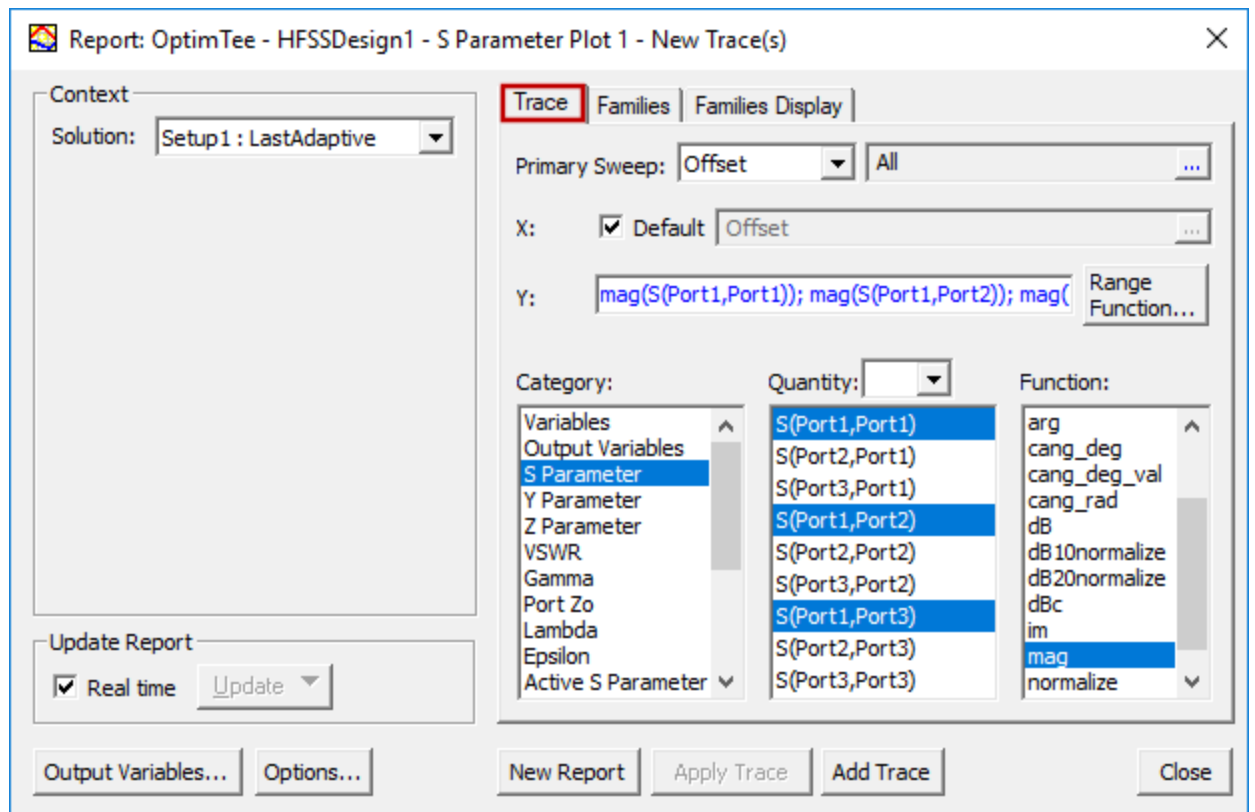 Report: OptimTee - HFSSDesign1 - S Parameter Plot 1 - New Trace(s)
Context
Solution: Setup1 : LastAdaptive
Update Report
Real time Update
Output Variables... Options...
Trace Families Families Display
Primary Sweep: Offset All ...
X: Default Offset ...
Y: mag(S(Port1,Port1)); mag(S(Port1,Port2)); mag( Range
Function...
Category: Quantity: Function:
Variables
Output Variables
S Parameter
Y Parameter
Z Parameter
VSWR
Gamma
Port Zo
Lambda
Epsilon
Active S Parameter
S(Port1,Port1)
S(Port2,Port1)
S(Port3,Port1)
S(Port1,Port2)
S(Port2,Port2)
S(Port3,Port2)
S(Port1,Port3)
S(Port2,Port3)
S(Port3,Port3)
arg
cang_deg
cang_deg_val
cang_rad
dB
dB10normalize
dB20normalize
dBc
im
mag
normalize
New Report Apply Trace Add Trace Close